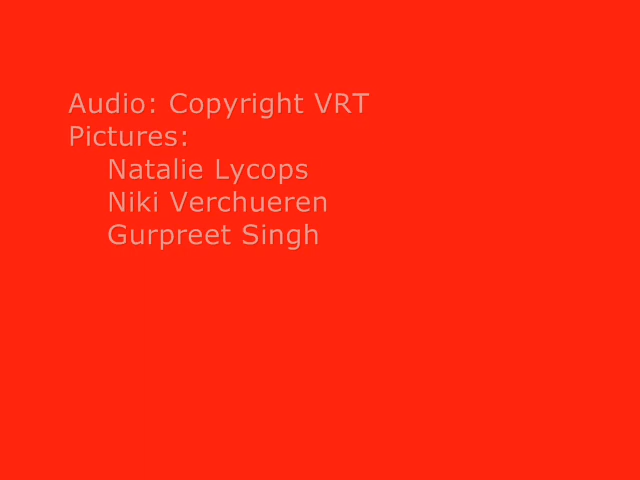 Audio: Copyright VRT
Pictures:
Natalie Lycops
Niki Verchueren
Gurpreet Singh